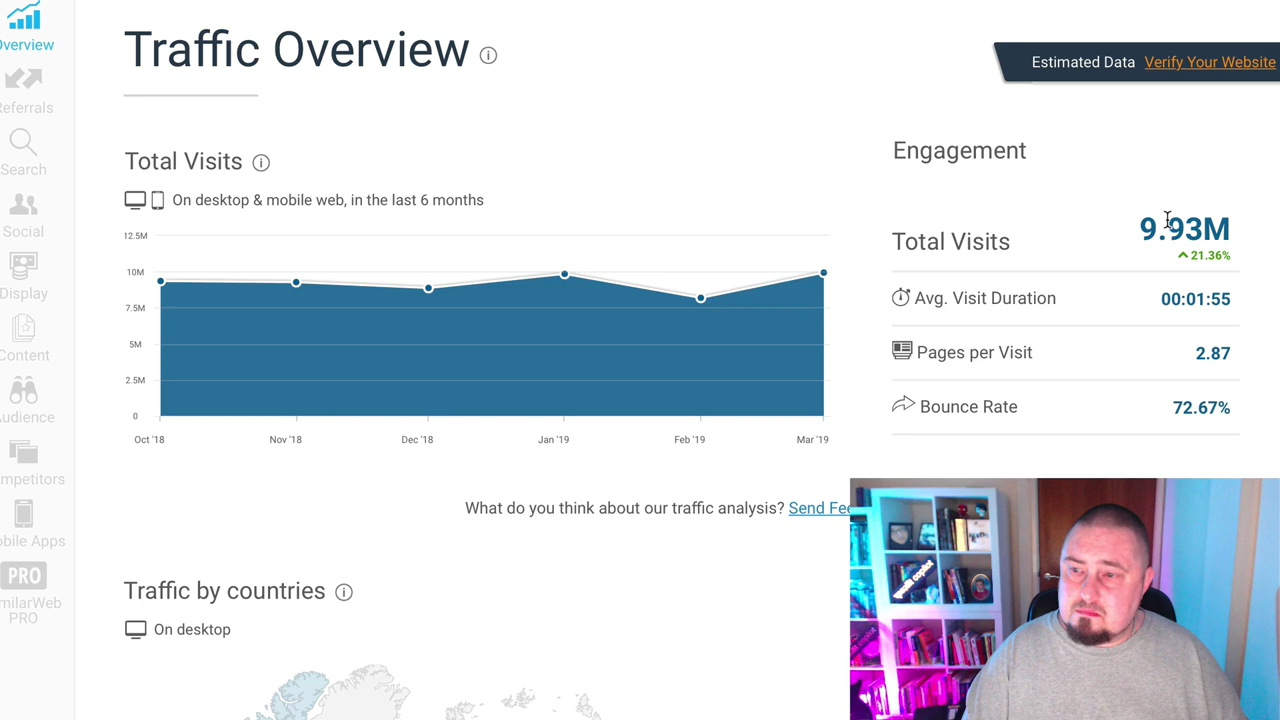 Overview
Referrals
Search
Social
Display
Content
Audience
mpetitors
bile Apps
PRO
milarWeb
PRO
Traffic Overview
Estimated Data Verify Your Website
Total Visits
On desktop & mobile web, in the last 6 months
12.5M
10M
7.5M
5M
2.5M
0
Oct '18 Nov '18 Dec '18 Jan '19 Feb '19 Mar '19
Engagement
Total Visits 9.93M
21.36%
Avg. Visit Duration 00:01:55
Pages per Visit 2.87
Bounce Rate 72.67%
What do you think about our traffic analysis? Send Fee
Traffic by countries
On desktop